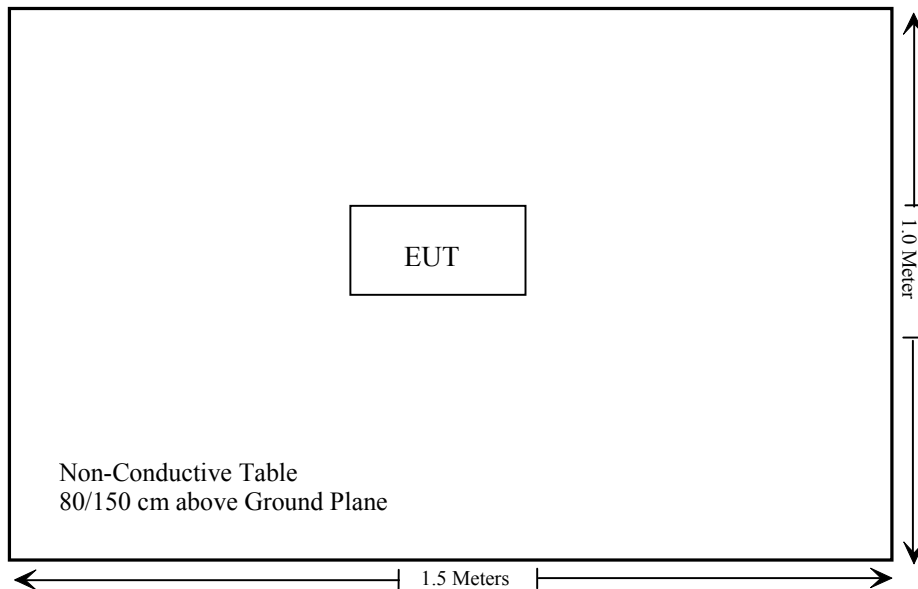 EUT
1.0 Meter
Non-Conductive Table
80/150 cm above Ground Plane
1.5 Meters